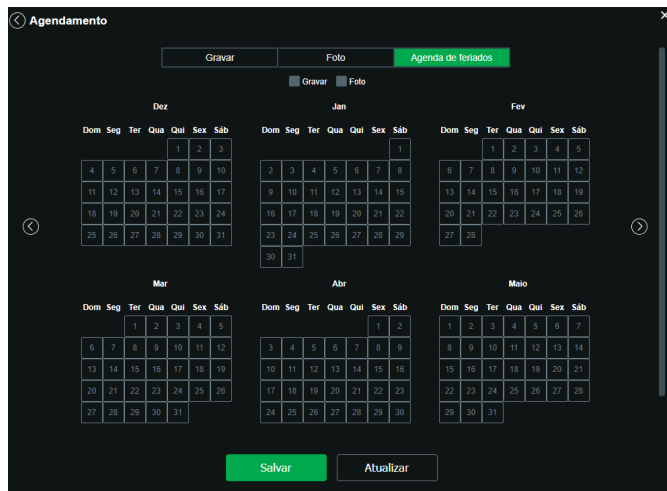 Agendamento
Gravar Foto Agenda de feriados
Gravar Foto
Dez Jan Fev
Dom Seg Ter Qua Qui Sex Sáb Dom Seg Ter Qua Qui Sex Sáb Dom Seg Ter Qua Qui Sex Sáb
1 2 3 1 1 2 3 4 5
4 5 6 7 8 9 10 2 3 4 5 6 7 8 6 7 8 9 10 11 12
11 12 13 14 15 16 17 9 10 11 12 13 14 15 13 14 15 16 17 18 19
18 19 20 21 22 23 24 16 17 18 19 20 21 22 20 21 22 23 24 25 26
25 26 27 28 29 30 31 23 24 25 26 27 28 29 27 28
30 31
Mar Abr Maio
Dom Seg Ter Qua Qui Sex Sáb Dom Seg Ter Qua Qui Sex Sáb Dom Seg Ter Qua Qui Sex Sáb
1 2 3 4 5 1 2 1 2 3 4 5 6 7
6 7 8 9 10 11 12 3 4 5 6 7 8 9 8 9 10 11 12 13 14
13 14 15 16 17 18 19 10 11 12 13 14 15 16 15 16 17 18 19 20 21
20 21 22 23 24 25 26 17 18 19 20 21 22 23 22 23 24 25 26 27 28
27 28 29 30 31 24 25 26 27 28 29 30 29 30 31
Salvar Atualizar